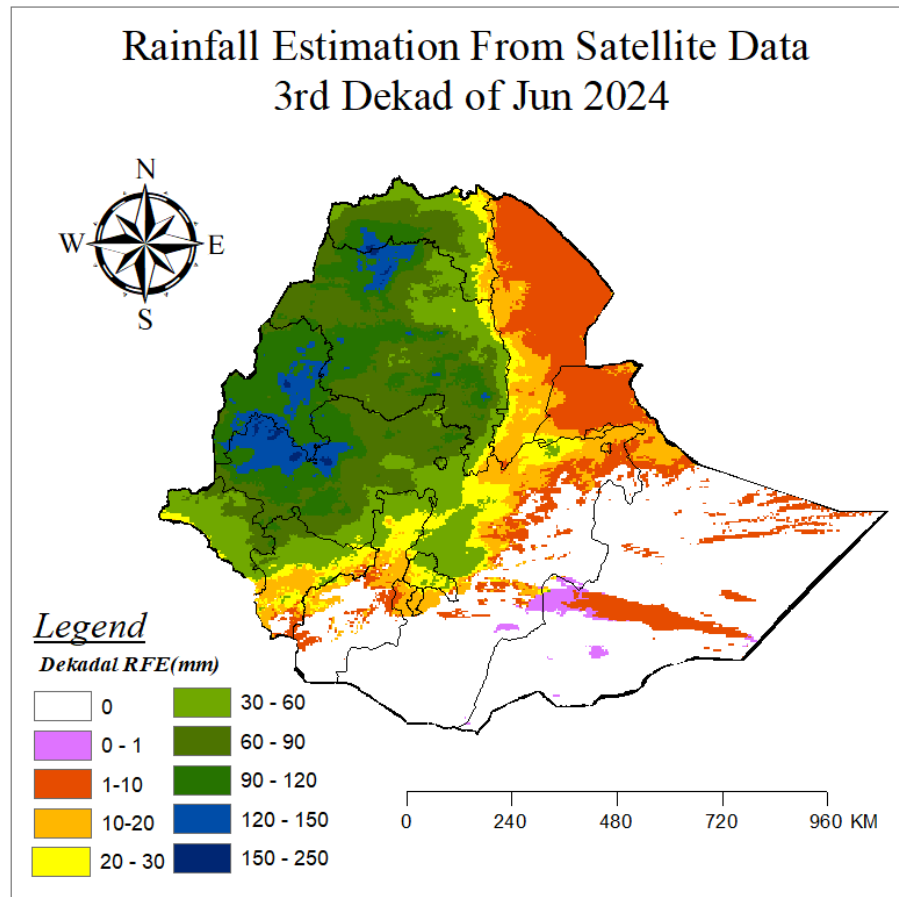 Rainfall Estimation From Satellite Data
3rd Dekad of Jun 2024
N
W
E
S
Legend
Dekadal RFE(mm)
0
0 - 1
1-10
10-20
20 - 30
30 - 60
60 - 90
90 - 120
120 - 150
150 - 250
0 240 480 720 960 KM